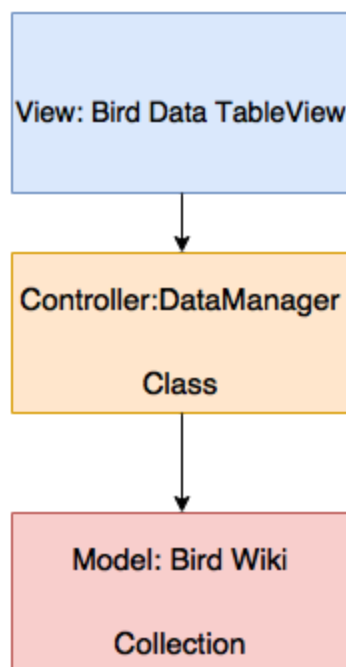 View: Bird Data TableView
Controller:DataManager
Class
Model: Bird Wiki
Collection